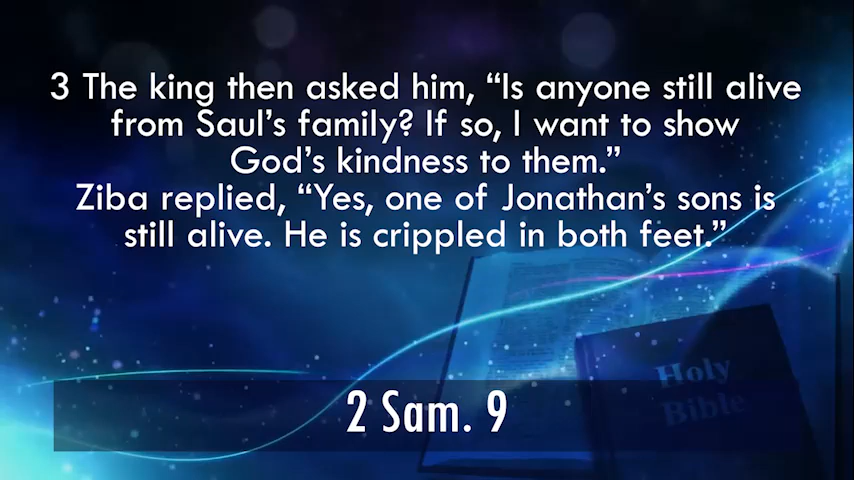 3 The king then asked him, “Is anyone still alive
from Saul’s family? If so, I want to show
God’s kindness to them.”
Ziba replied, “Yes, one of Jonathan’s sons is
still alive. He is crippled in both feet.”
Holy
Bible
2 Sam. 9